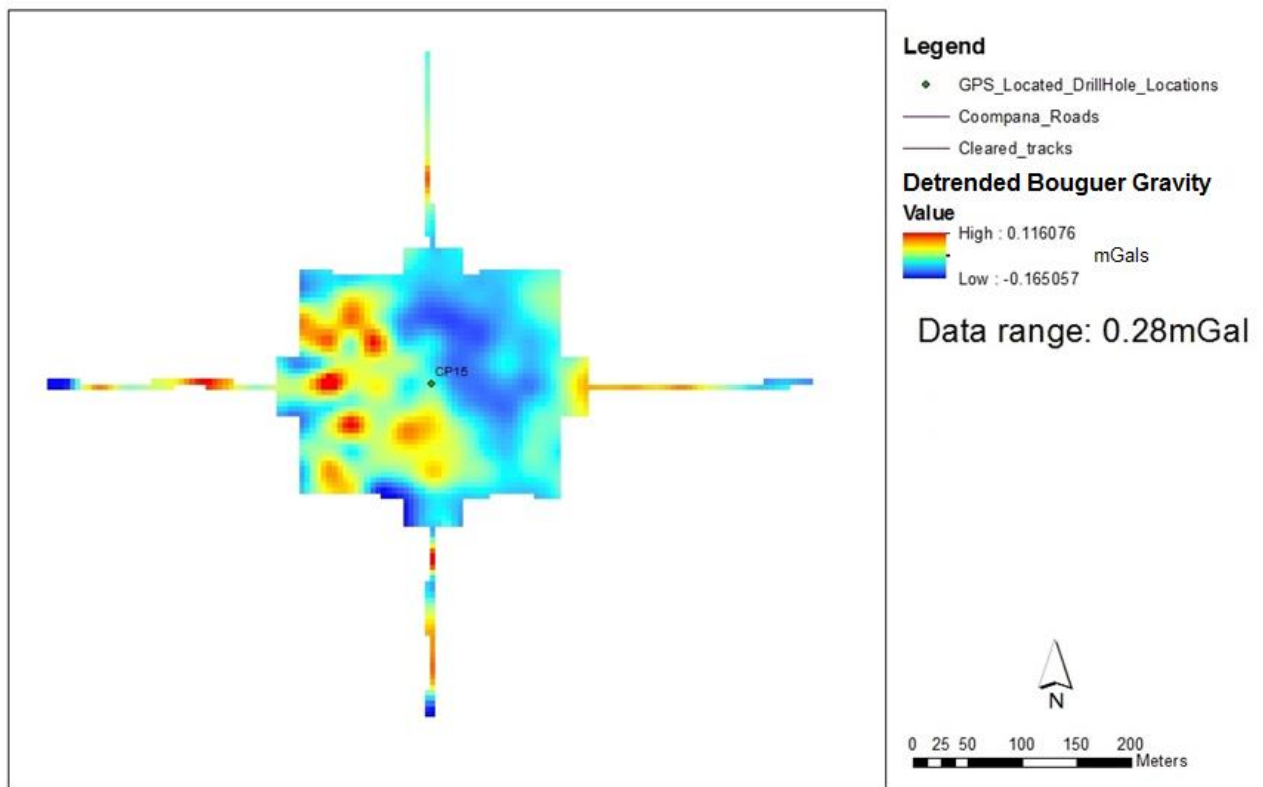 Legend
GPS_Located_DrillHole_Locations
Coompana_Roads
Cleared_tracks
Detrended Bouguer Gravity
Value
High : 0.116076
mGals
Low : -0.165057
Data range: 0.28mGal
CP15
N
0 25 50 100 150 200
Meters